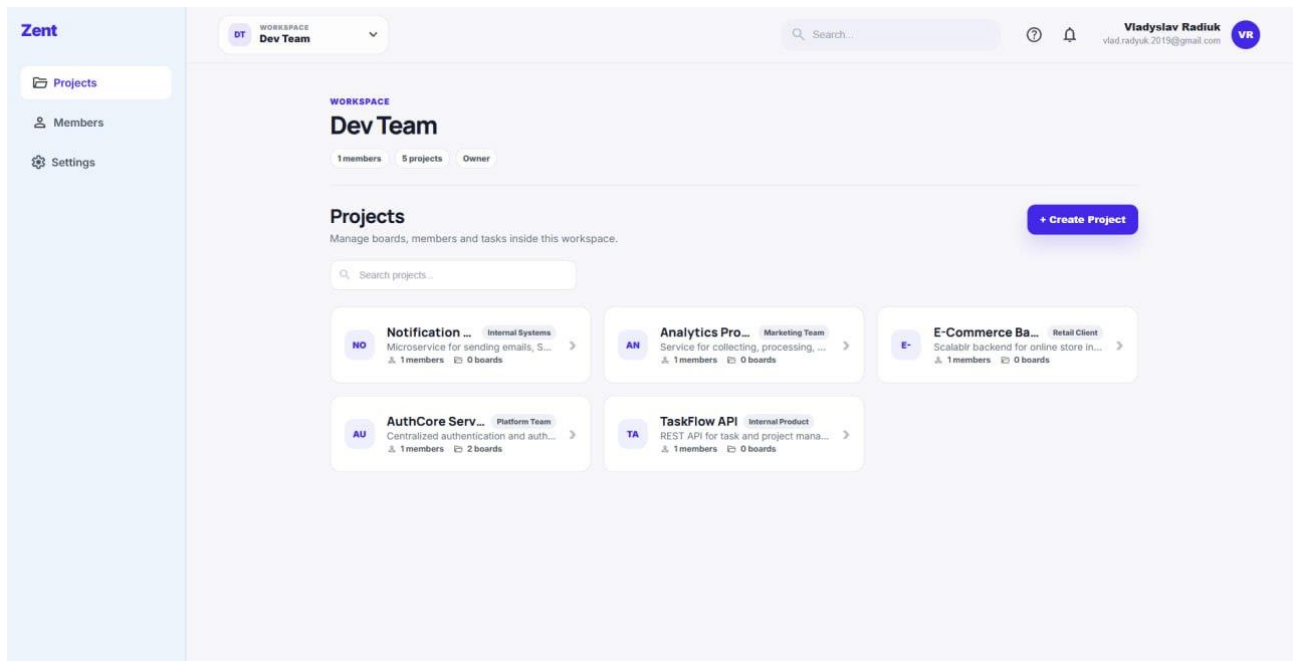 Zent
DT WORKSPACE
Dev Team
Search...
Vladyslav Radiuk
vlad.radyuk.2019@gmail.com
VR
Projects
Members
Settings
WORKSPACE
Dev Team
1 members 5 projects Owner
Projects
Manage boards, members and tasks inside this workspace.
+ Create Project
Search projects...
NO
Notification ... Internal Systems
Microservice for sending emails, S...
1 members 0 boards
AN
Analytics Pro... Marketing Team
Service for collecting, processing, ...
1 members 0 boards
E-
E-Commerce Ba... Retail Client
Scalablr backend for online store in...
1 members 0 boards
AU
AuthCore Serv... Platform Team
Centralized authentication and auth...
1 members 2 boards
TA
TaskFlow API Internal Product
REST API for task and project mana...
1 members 0 boards